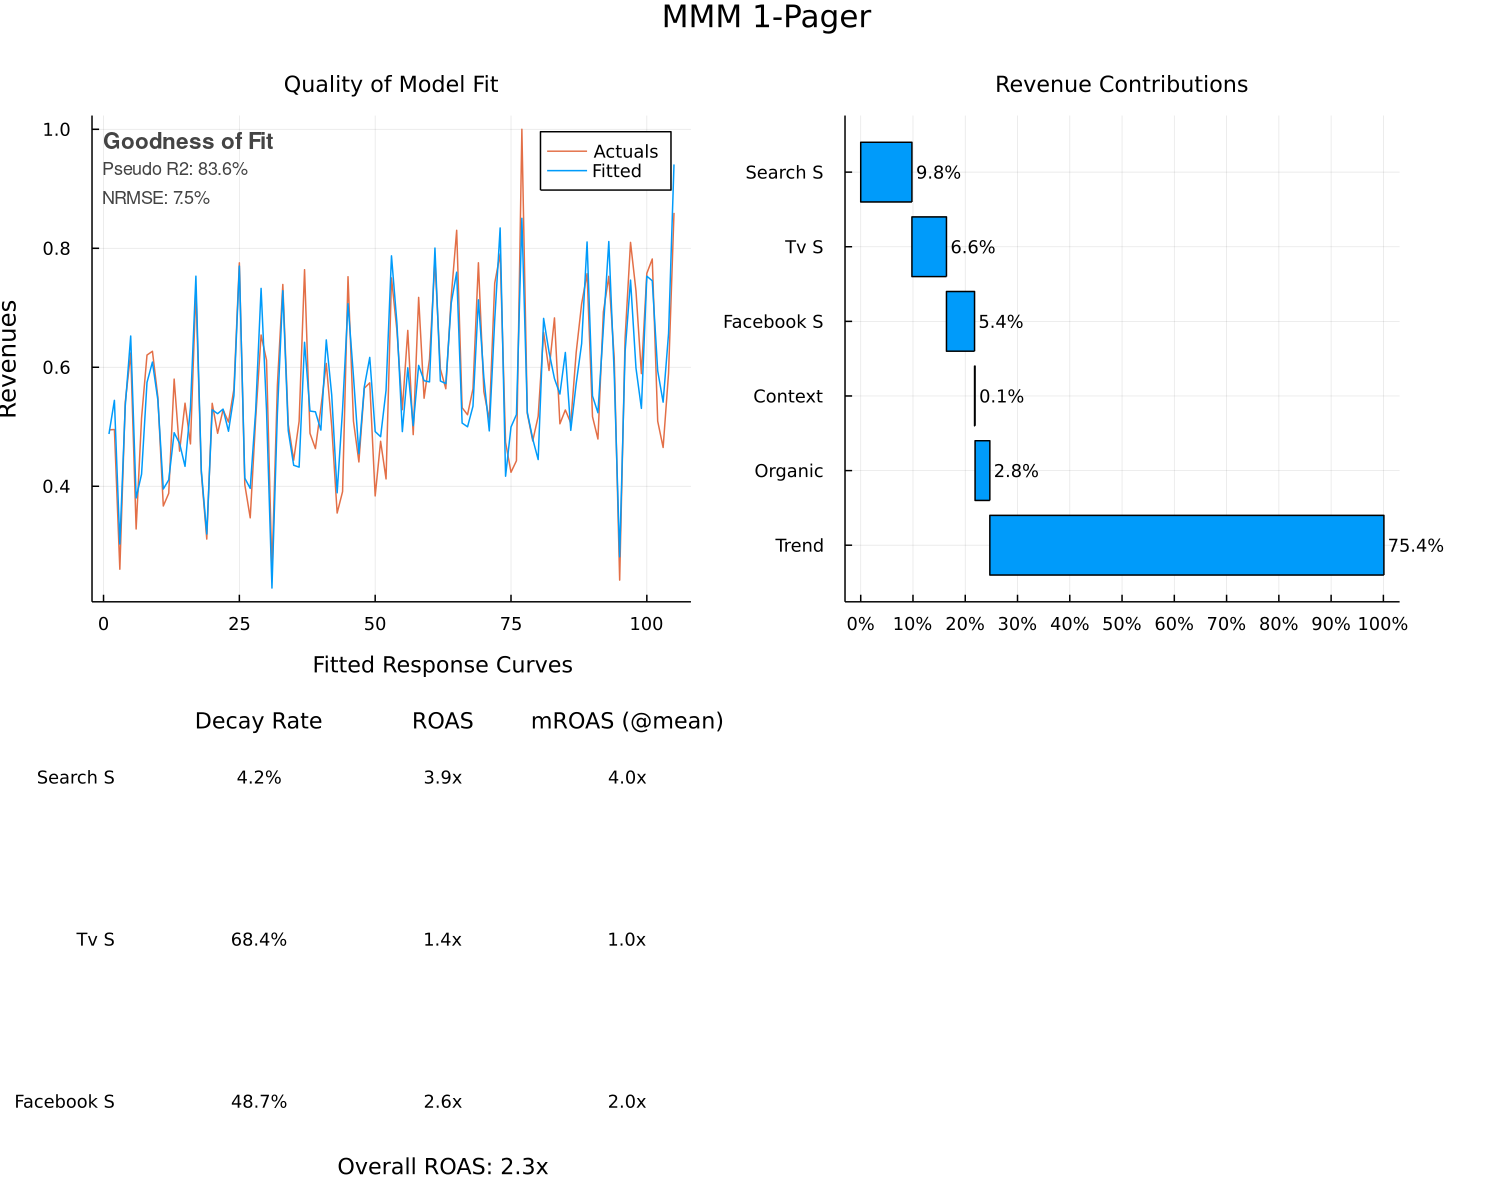 MMM 1-Pager
Quality of Model Fit
Goodness of Fit
Pseudo R2: 83.6%
NRMSE: 7.5%
Actuals
Fitted
Revenues
1.0
0.8
0.6
0.4
0 25 50 75 100
Revenue Contributions
Search S 9.8%
Tv S 6.6%
Facebook S 5.4%
Context 0.1%
Organic 2.8%
Trend 75.4%
0% 10% 20% 30% 40% 50% 60% 70% 80% 90% 100%
Fitted Response Curves
Decay Rate ROAS mROAS (@mean)
Search S 4.2% 3.9x 4.0x
Tv S 68.4% 1.4x 1.0x
Facebook S 48.7% 2.6x 2.0x
Overall ROAS: 2.3x